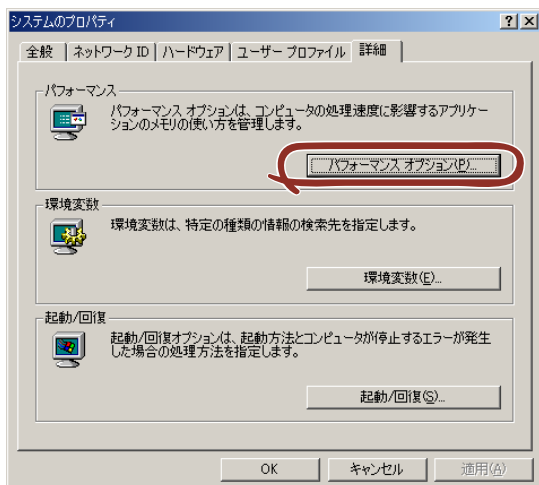 システムのプロパティ
全般 ネットワーク ID ハードウェア ユーザー プロファイル 詳細
パフォーマンス
パフォーマンス オプションは、コンピュータの処理速度に影響するアプリケー
ションのメモリの使い方を管理します。
パフォーマンス オプション(P)...
環境変数
環境変数は、特定の種類の情報の検索先を指定します。
環境変数(E)...
起動/回復
起動/回復オプションは、起動方法とコンピュータが停止するエラーが発生
した場合の処理方法を指定します。
起動/回復(S)...
OK キャンセル 適用(A)